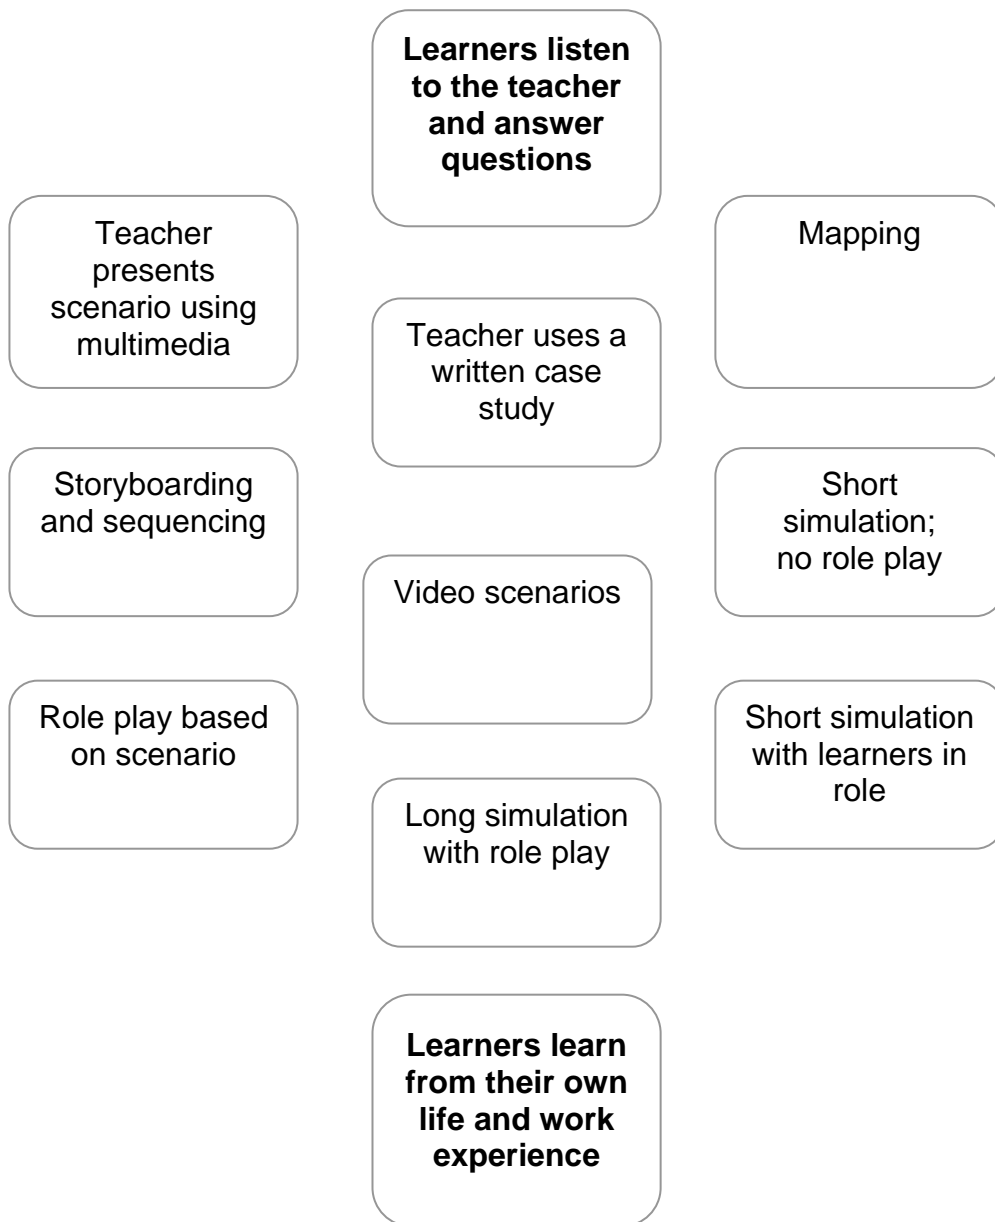 Learners listen
to the teacher
and answer
questions
Teacher
presents
scenario using
multimedia
Mapping
Teacher uses a
written case
study
Storyboarding
and sequencing
Short
simulation;
no role play
Video scenarios
Role play based
on scenario
Short simulation
with learners in
role
Long simulation
with role play
Learners learn
from their own
life and work
experience